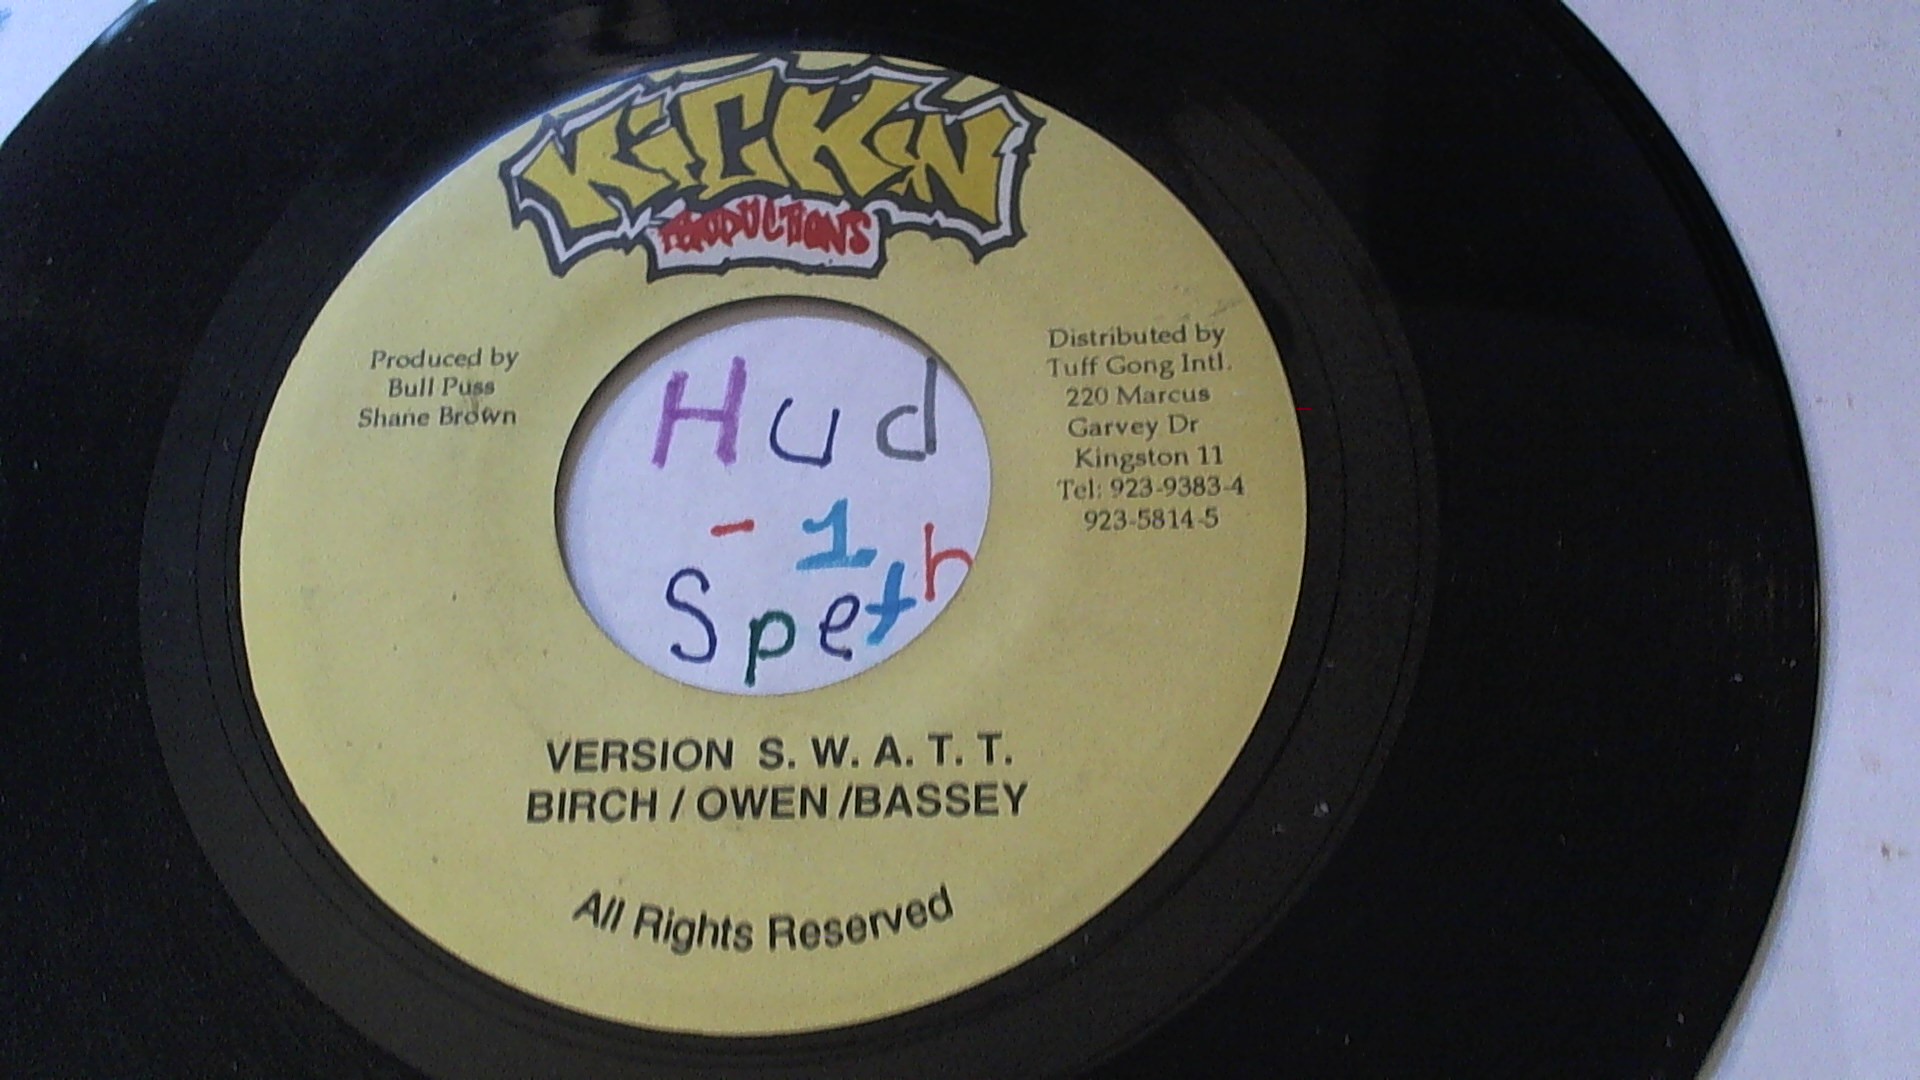 KiCKiN
PRODUCTIONS
Produced by
Bull Puss
Shane Brown
Distributed by
Tuff Gong Intl.
220 Marcus
Garvey Dr
Kingston 11
Tel: 923-9383-4
923-5814-5
Hud
- 1
Speth
VERSION S. W. A. T. T.
BIRCH / OWEN /BASSEY
All Rights Reserved